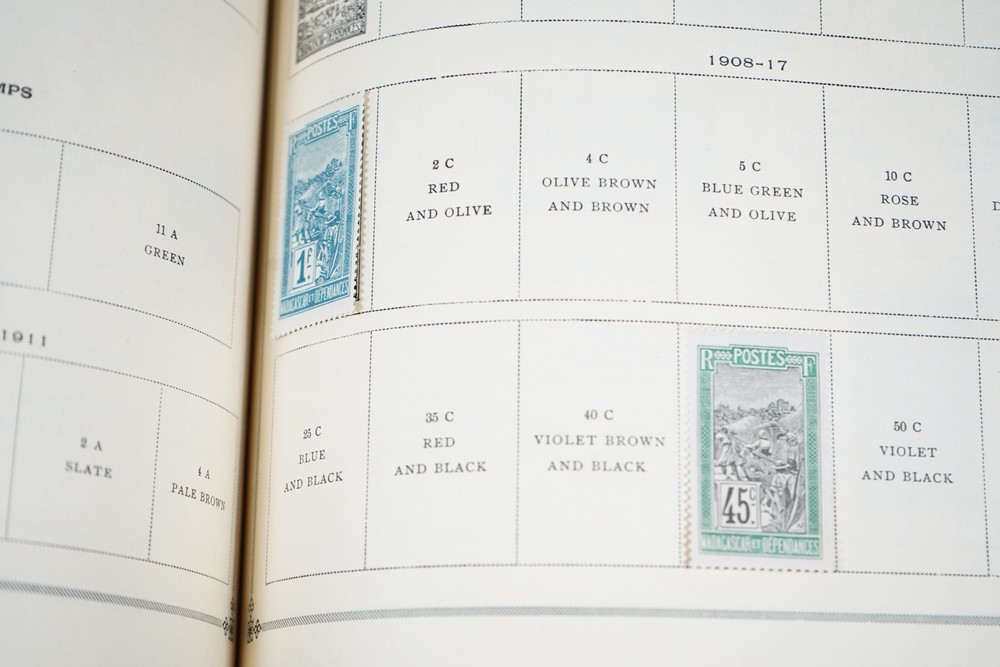 MPS
11 A
GREEN
1911
2 A
SLATE
4 A
PALE BROWN
1908-17
R POSTES F
1F
MADAGASCAR ET DÉPENDANCES
2 C
RED
AND OLIVE
4 C
OLIVE BROWN
AND BROWN
5 C
BLUE GREEN
AND OLIVE
10 C
ROSE
AND BROWN
D
25 C
BLUE
AND BLACK
35 C
RED
AND BLACK
40 C
VIOLET BROWN
AND BLACK
R POSTES F
45C
MADAGASCAR ET DÉPENDANCES
50 C
VIOLET
AND BLACK